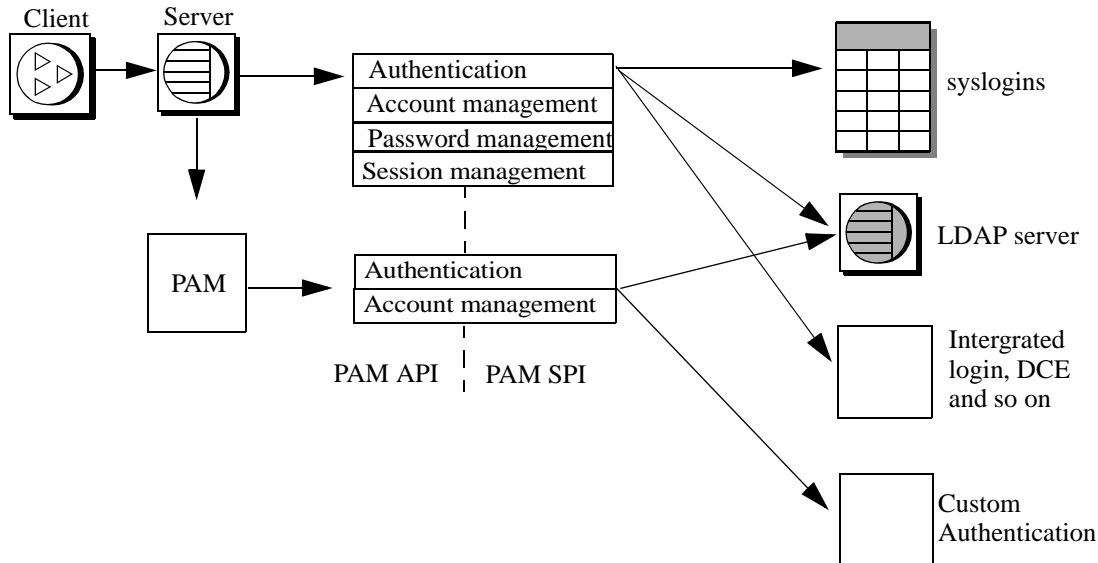 Client
Server
Authentication
Account management
Password management
Session management
syslogins
LDAP server
PAM
Authentication
Account management
PAM API
PAM SPI
Intergrated
login, DCE
and so on
Custom
Authentication